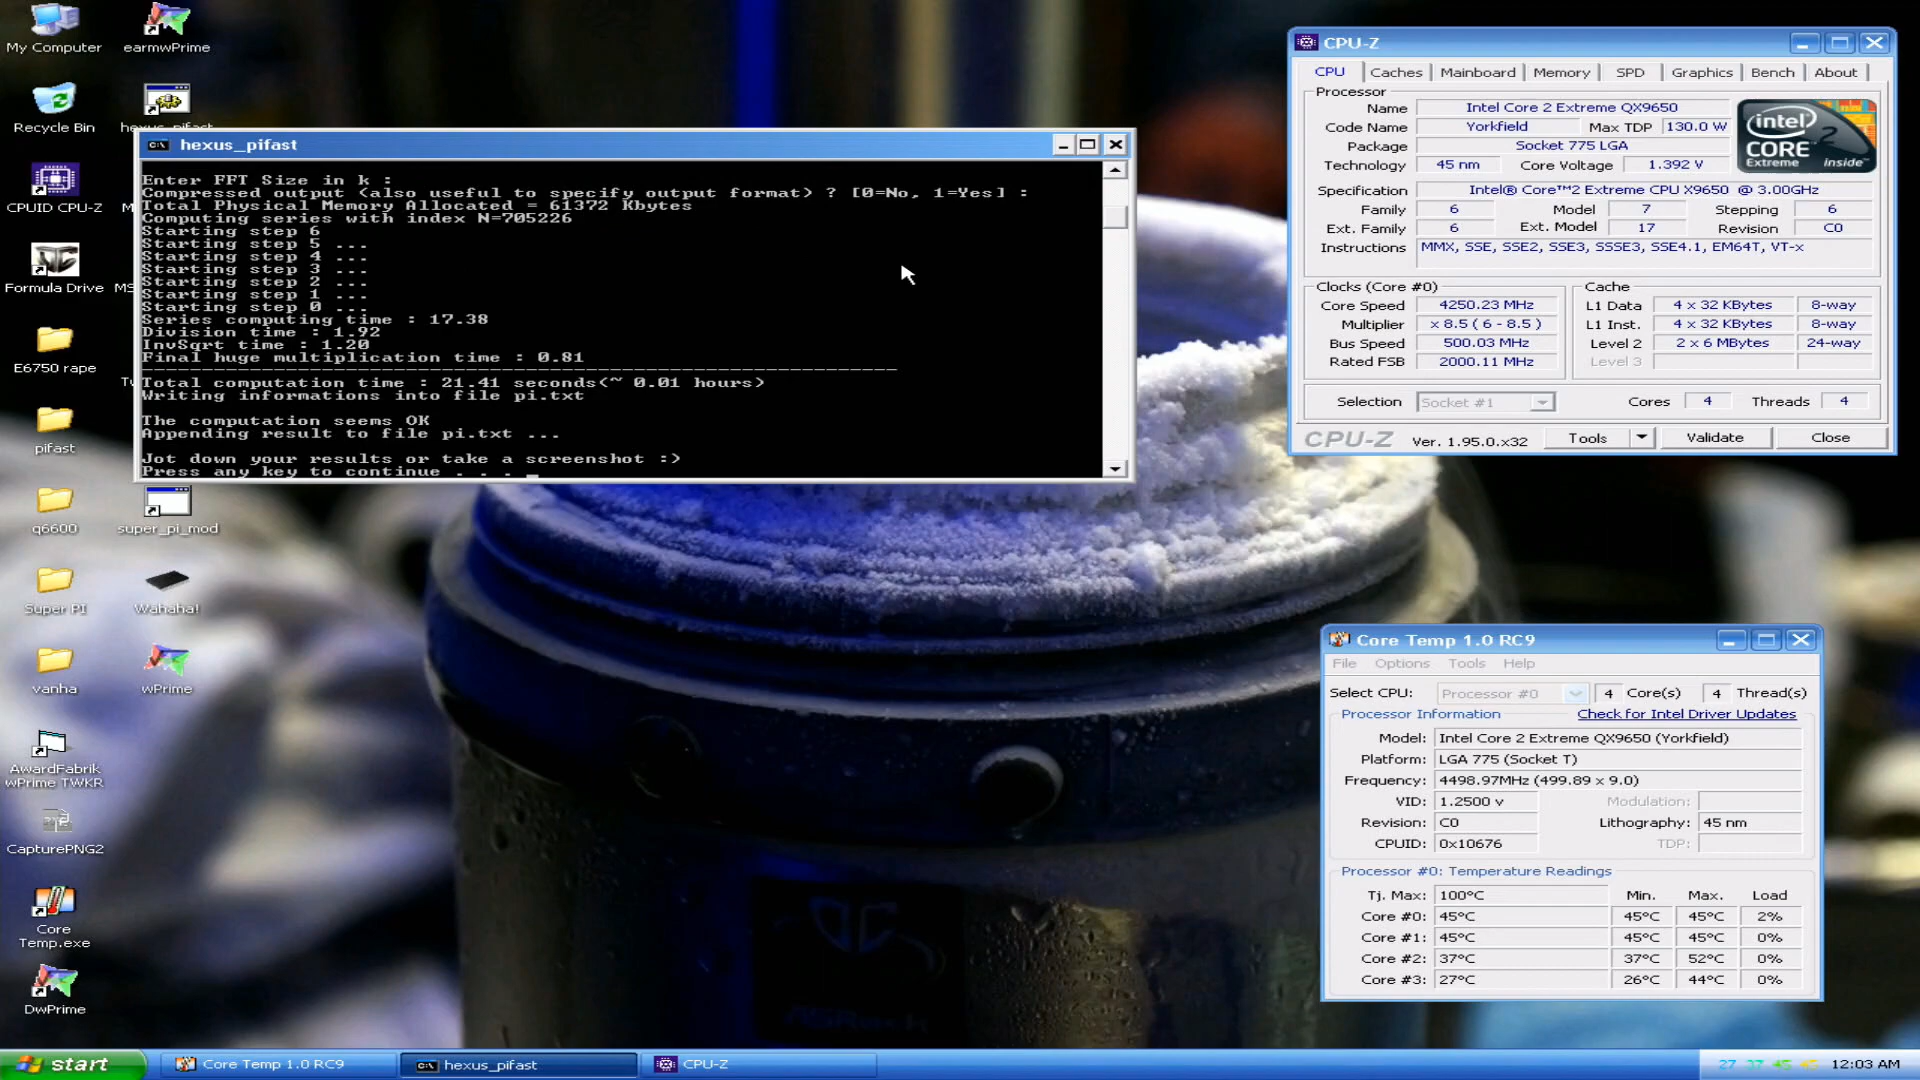 My Computer
earmwPrime
Recycle Bin
hexus_pifast
CPUID CPU-Z
Formula Drive
E6750 rape
pifast
q6600
super_pi_mod
Super PI
Wahaha!
vanha
wPrime
AwardFabrik
wPrime TWKR
CapturePNG2
Core
Temp.exe
DwPrime
hexus_pifast
Enter FFT Size in k :
Compressed output (also useful to specify output format) ? [0=No, 1=Yes] :
Total Physical Memory Allocated = 61372 Kbytes
Computing series with index N=705226
Starting step 6
Starting step 5 ...
Starting step 4 ...
Starting step 3 ...
Starting step 2 ...
Starting step 1 ...
Starting step 0 ...
Series computing time : 17.38
Division time : 1.92
InvSqrt time : 1.20
Final huge multiplication time : 0.81
Total computation time : 21.41 seconds(~ 0.01 hours)
Writing informations into file pi.txt
The computation seems OK
Appending result to file pi.txt ...
Jot down your results or take a screenshot :)
Press any key to continue . . . _
CPU-Z
CPU Caches Mainboard Memory SPD Graphics Bench About
Processor
Name Intel Core 2 Extreme QX9650
Code Name Yorkfield Max TDP 130.0 W
Package Socket 775 LGA
Technology 45 nm Core Voltage 1.392 V
intel CORE 2 Extreme inside™
Specification Intel® Core™2 Extreme CPU X9650 @ 3.00GHz
Family 6 Model 7 Stepping 6
Ext. Family 6 Ext. Model 17 Revision C0
Instructions MMX, SSE, SSE2, SSE3, SSSE3, SSE4.1, EM64T, VT-x
Clocks (Core #0)
Core Speed 4250.23 MHz
Multiplier x 8.5 ( 6 - 8.5 )
Bus Speed 500.03 MHz
Rated FSB 2000.11 MHz
Cache
L1 Data 4 x 32 KBytes 8-way
L1 Inst. 4 x 32 KBytes 8-way
Level 2 2 x 6 MBytes 24-way
Level 3
Selection Socket #1 Cores 4 Threads 4
CPU-Z Ver. 1.95.0.x32 Tools Validate Close
Core Temp 1.0 RC9
File Options Tools Help
Select CPU: Processor #0 4 Core(s) 4 Thread(s)
Processor Information Check for Intel Driver Updates
Model: Intel Core 2 Extreme QX9650 (Yorkfield)
Platform: LGA 775 (Socket T)
Frequency: 4498.97MHz (499.89 x 9.0)
VID: 1.2500 v Modulation:
Revision: C0 Lithography: 45 nm
CPUID: 0x10676 TDP:
Processor #0: Temperature Readings
Tj. Max: 100°C Min. Max. Load
Core #0: 45°C 45°C 45°C 2%
Core #1: 45°C 45°C 45°C 0%
Core #2: 37°C 37°C 52°C 0%
Core #3: 27°C 26°C 44°C 0%
start Core Temp 1.0 RC9 hexus_pifast CPU-Z 27 37 45 45 12:03 AM